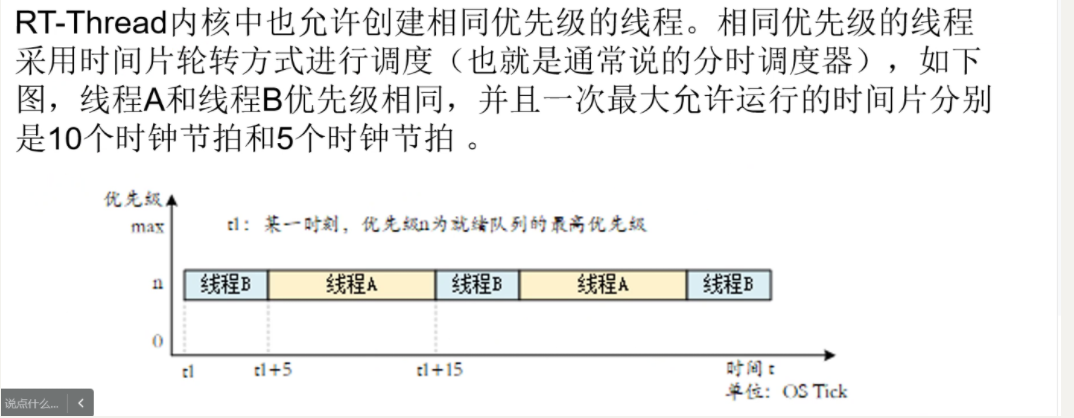 RT-Thread内核中也允许创建相同优先级的线程。相同优先级的线程
采用时间片轮转方式进行调度（也就是通常说的分时调度器），如下
图，线程A和线程B优先级相同，并且一次最大允许运行的时间片分别
是10个时钟节拍和5个时钟节拍 。
优先级
max
t1：某一时刻，优先级n为就绪队列的最高优先级
n
线程B 线程A 线程B 线程A 线程B
0
t1 t1+5 t1+15 时间 t
单位：OS Tick
说点什么...